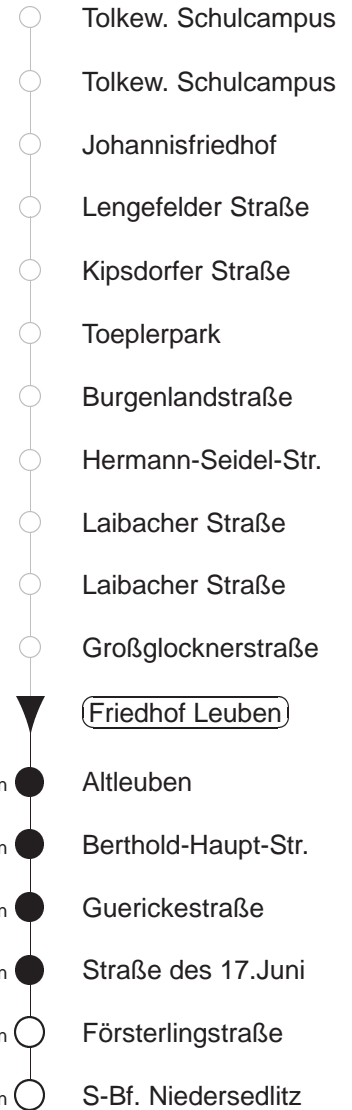 Tolkew. Schulcampus
Tolkew. Schulcampus
Johannisfriedhof
Lengefelder Straße
Kipsdorfer Straße
Toeplerpark
Burgenlandstraße
Hermann-Seidel-Str.
Laibacher Straße
Laibacher Straße
Großglocknerstraße
Friedhof Leuben
Altleuben
Berthold-Haupt-Str.
Guerickestraße
Straße des 17.Juni
Försterlingstraße
S-Bf. Niedersedlitz